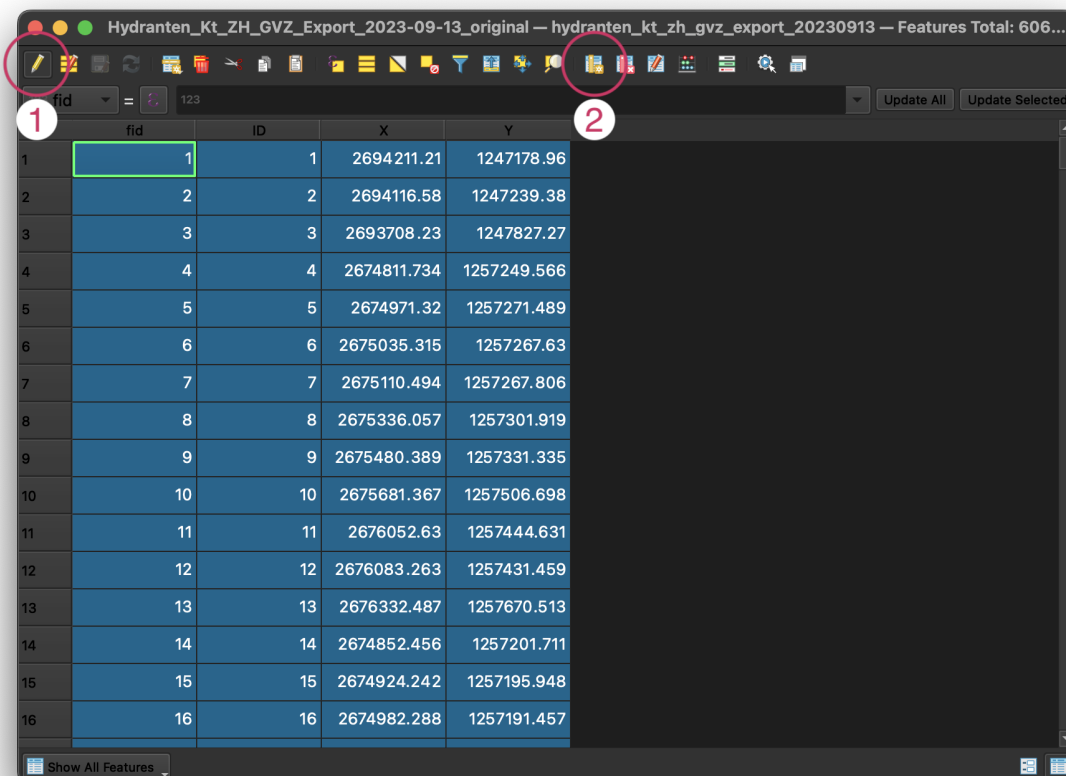 Hydranten_Kt_ZH_GVZ_Export_2023-09-13_original — hydranten_kt_zh_gvz_export_20230913 — Features Total: 606...
fid = 123 Update All Update Selected
1 2
fid ID X Y
1 1 1 2694211.21 1247178.96
2 2 2 2694116.58 1247239.38
3 3 3 2693708.23 1247827.27
4 4 4 2674811.734 1257249.566
5 5 5 2674971.32 1257271.489
6 6 6 2675035.315 1257267.63
7 7 7 2675110.494 1257267.806
8 8 8 2675336.057 1257301.919
9 9 9 2675480.389 1257331.335
10 10 10 2675681.367 1257506.698
11 11 11 2676052.63 1257444.631
12 12 12 2676083.263 1257431.459
13 13 13 2676332.487 1257670.513
14 14 14 2674852.456 1257201.711
15 15 15 2674924.242 1257195.948
16 16 16 2674982.288 1257191.457
Show All Features